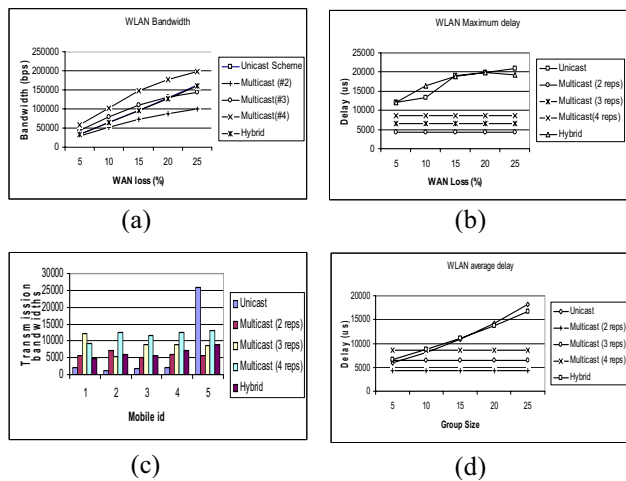 WLAN Bandwidth
Bandwidth (bps)
250000
200000
150000
100000
50000
0
5 10 15 20 25
WAN loss (%)
Unicast Scheme
Multicast (#2)
Multicast(#3)
Multicast(#4)
Hybrid
(a)
WLAN Maximum delay
Delay (us)
25000
20000
15000
10000
5000
0
5 10 15 20 25
WAN Loss (%)
Unicast
Multicast (2 reps)
Multicast (3 reps)
Multicast(4 reps)
Hybrid
(b)
Transmission
bandwidths
30000
25000
20000
15000
10000
5000
0
1 2 3 4 5
Mobile id
Unicast
Multicast (2 reps)
Multicast (3 reps)
Multicast (4 reps)
Hybrid
(c)
WLAN average delay
Delay (us)
20000
15000
10000
5000
0
5 10 15 20 25
Group Size
Unicast
Multicast (2 reps)
Multicast (3 reps)
Multicast (4 reps)
Hybrid
(d)